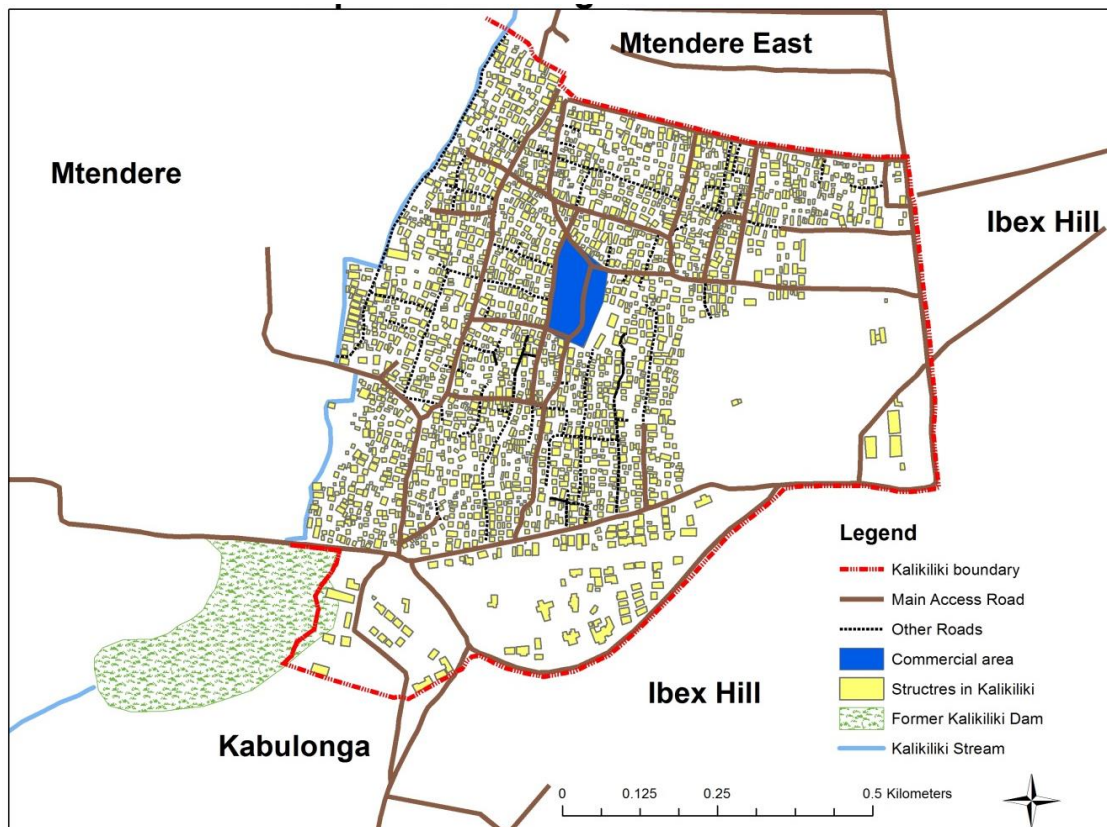 Mtendere East
Mtendere
Ibex Hill
Legend
Kalikiliki boundary
Main Access Road
Other Roads
Commercial area
Structres in Kalikiliki
Former Kalikiliki Dam
Kalikiliki Stream
Ibex Hill
Kabulonga
0 0.125 0.25 0.5 Kilometers